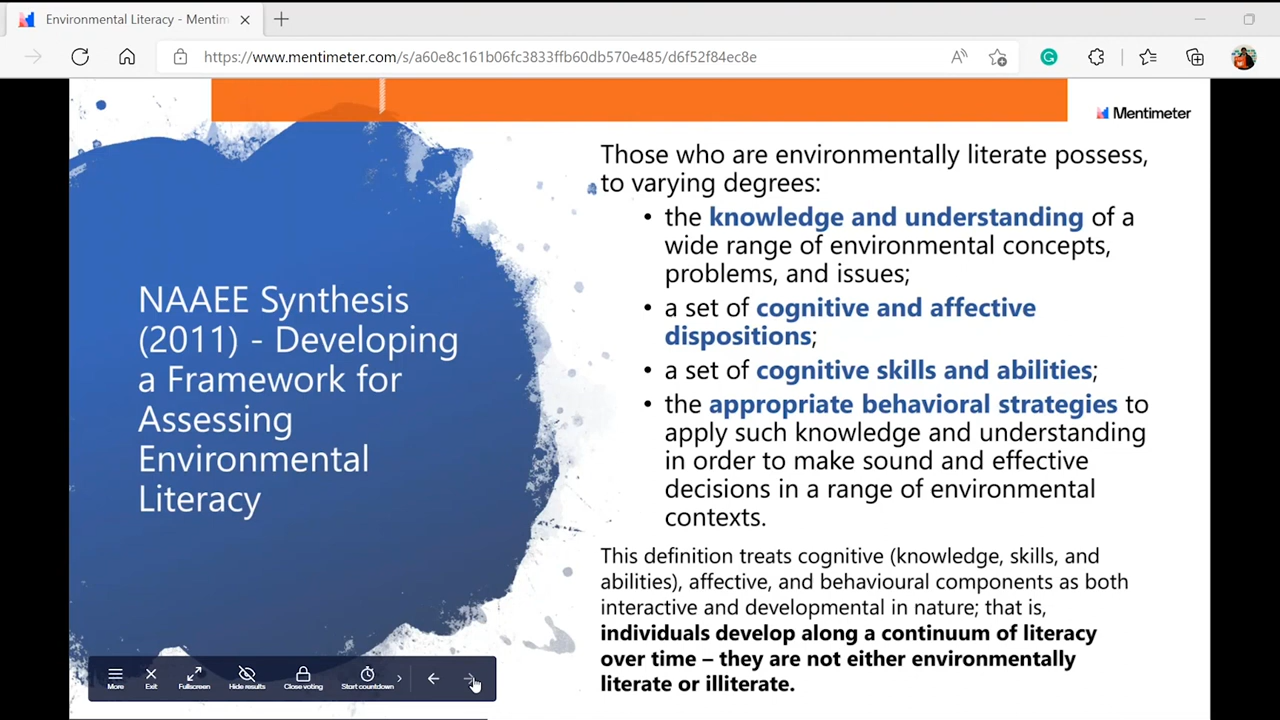 Environmental Literacy - Mentim
https://www.mentimeter.com/s/a60e8c161b06fc3833ffb60db570e485/d6f52f84ec8e
Mentimeter
NAAEE Synthesis
(2011) - Developing
a Framework for
Assessing
Environmental
Literacy
Those who are environmentally literate possess,
to varying degrees:
• the knowledge and understanding of a
wide range of environmental concepts,
problems, and issues;
• a set of cognitive and affective
dispositions;
• a set of cognitive skills and abilities;
• the appropriate behavioral strategies to
apply such knowledge and understanding
in order to make sound and effective
decisions in a range of environmental
contexts.
This definition treats cognitive (knowledge, skills, and
abilities), affective, and behavioural components as both
interactive and developmental in nature; that is,
individuals develop along a continuum of literacy
over time – they are not either environmentally
literate or illiterate.
More Exit Fullscreen Hide results Close voting Start countdown